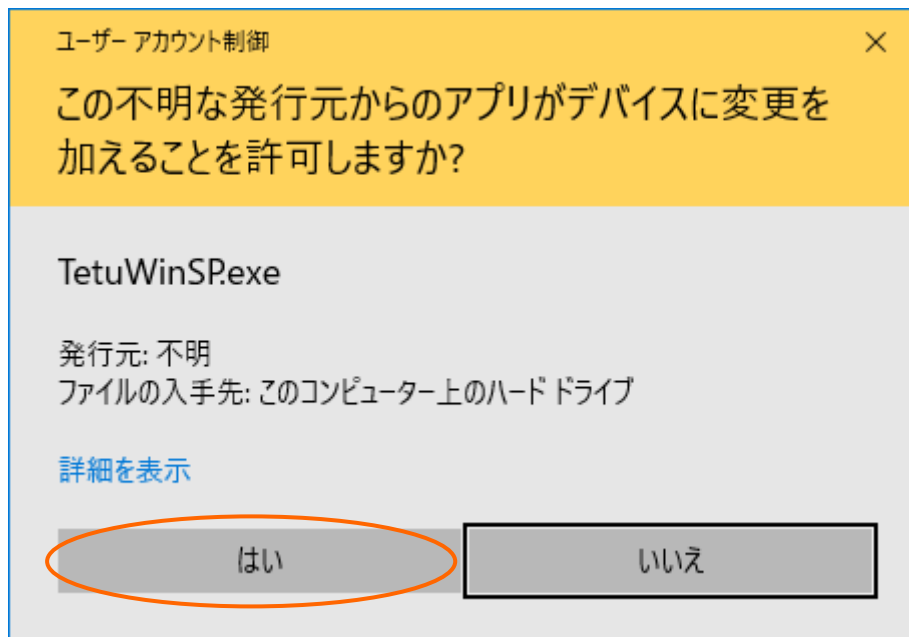 ユーザー アカウント制御
この不明な発行元からのアプリがデバイスに変更を
加えることを許可しますか?
TetuWinSP.exe
発行元: 不明
ファイルの入手先: このコンピューター上のハード ドライブ
詳細を表示
はい
いいえ